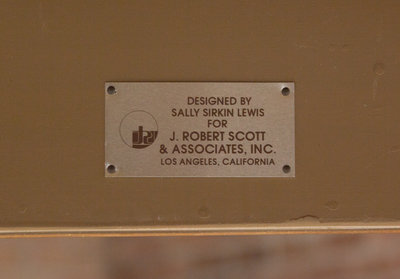 DESIGNED BY
SALLY SIRKIN LEWIS
FOR
J. ROBERT SCOTT
& ASSOCIATES, INC.
LOS ANGELES, CALIFORNIA